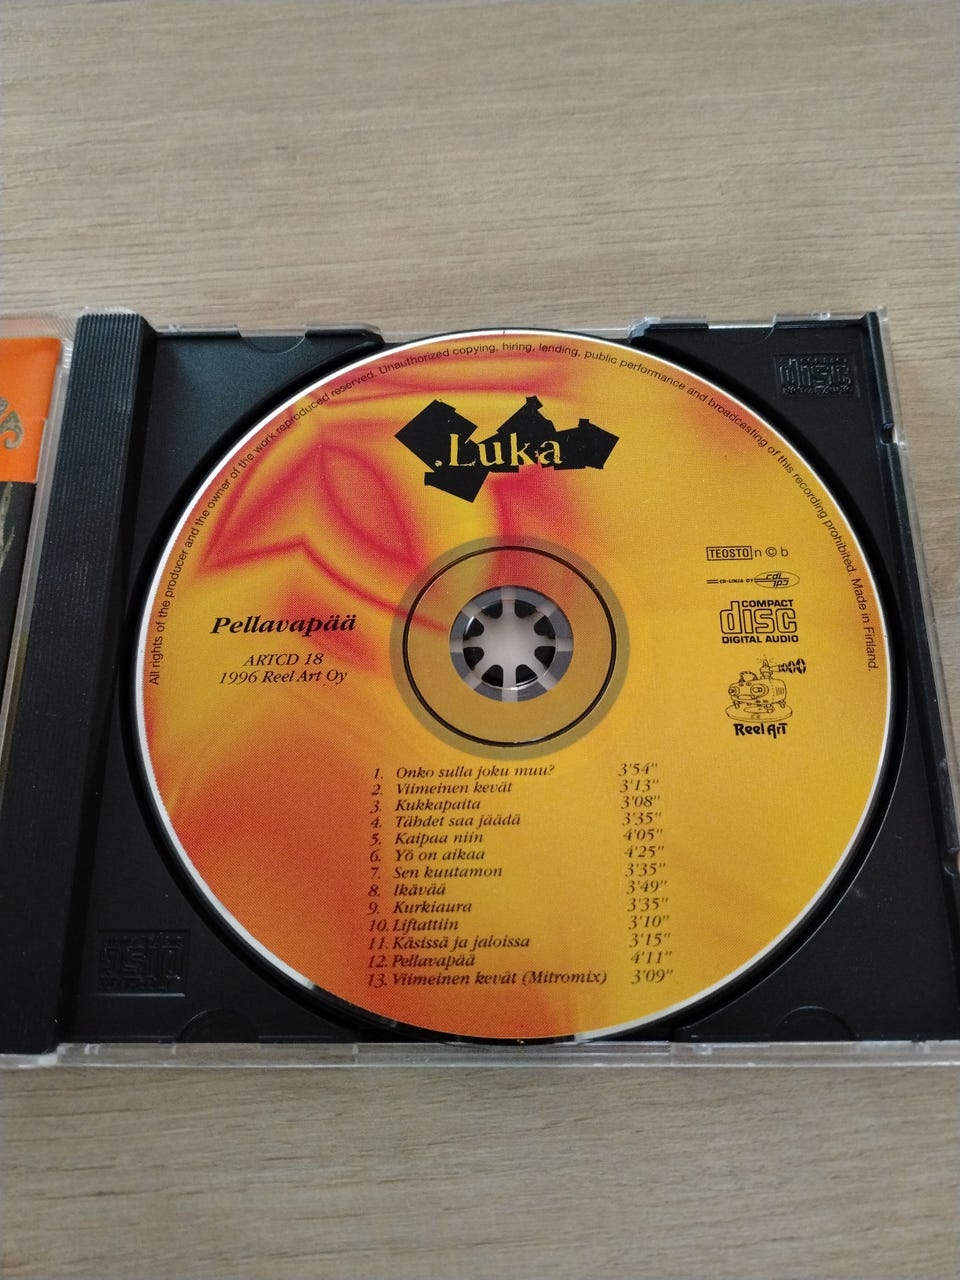 All rights of the producer and the owner of the work reproduced reserved. Unauthorized copying, hiring, lending, public performance and broadcasting of this recording prohibited. Made in Finland.
.Luka
TEOSTO n © b
CD-LINJA OY
COMPACT
disc
DIGITAL AUDIO
Reel ArT
Pellavapää
ARTCD 18
1996 Reel Art Oy
1. Onko sulla joku muu? 3'54"
2. Viimeinen kevät 3'13"
3. Kukkapaita 3'08"
4. Tähdet saa jäädä 3'35"
5. Kaipaa niin 4'05"
6. Yö on aikaa 4'25"
7. Sen kuutamon 3'35"
8. Ikävää 3'49"
9. Kurkiaura 3'35"
10. Liftattiin 3'10"
11. Käsissä ja jaloissa 3'15"
12. Pellavapää 4'11"
13. Viimeinen kevät (Mitromix) 3'09"
disc